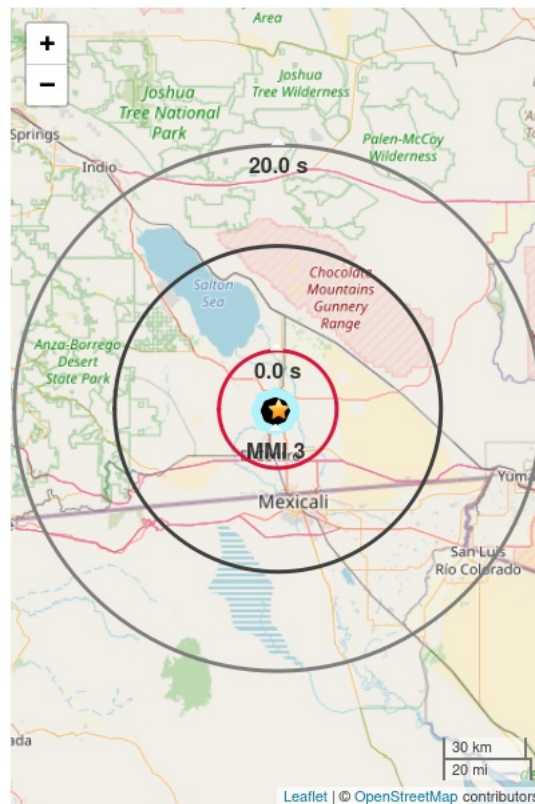 Area
+
−
Joshua
Tree Wilderness
Joshua
Tree National
Park
Springs
Palen-McCoy
Wilderness
Indio
20.0 s
Salton
Sea
Chocolate
Mountains
Gunnery
Range
Anza-Borrego
Desert
State Park
0.0 s
MMI 3
Mexicali
Yuma
San Luis
Río Colorado
ada
30 km
20 mi
Leaflet | © OpenStreetMap contributors